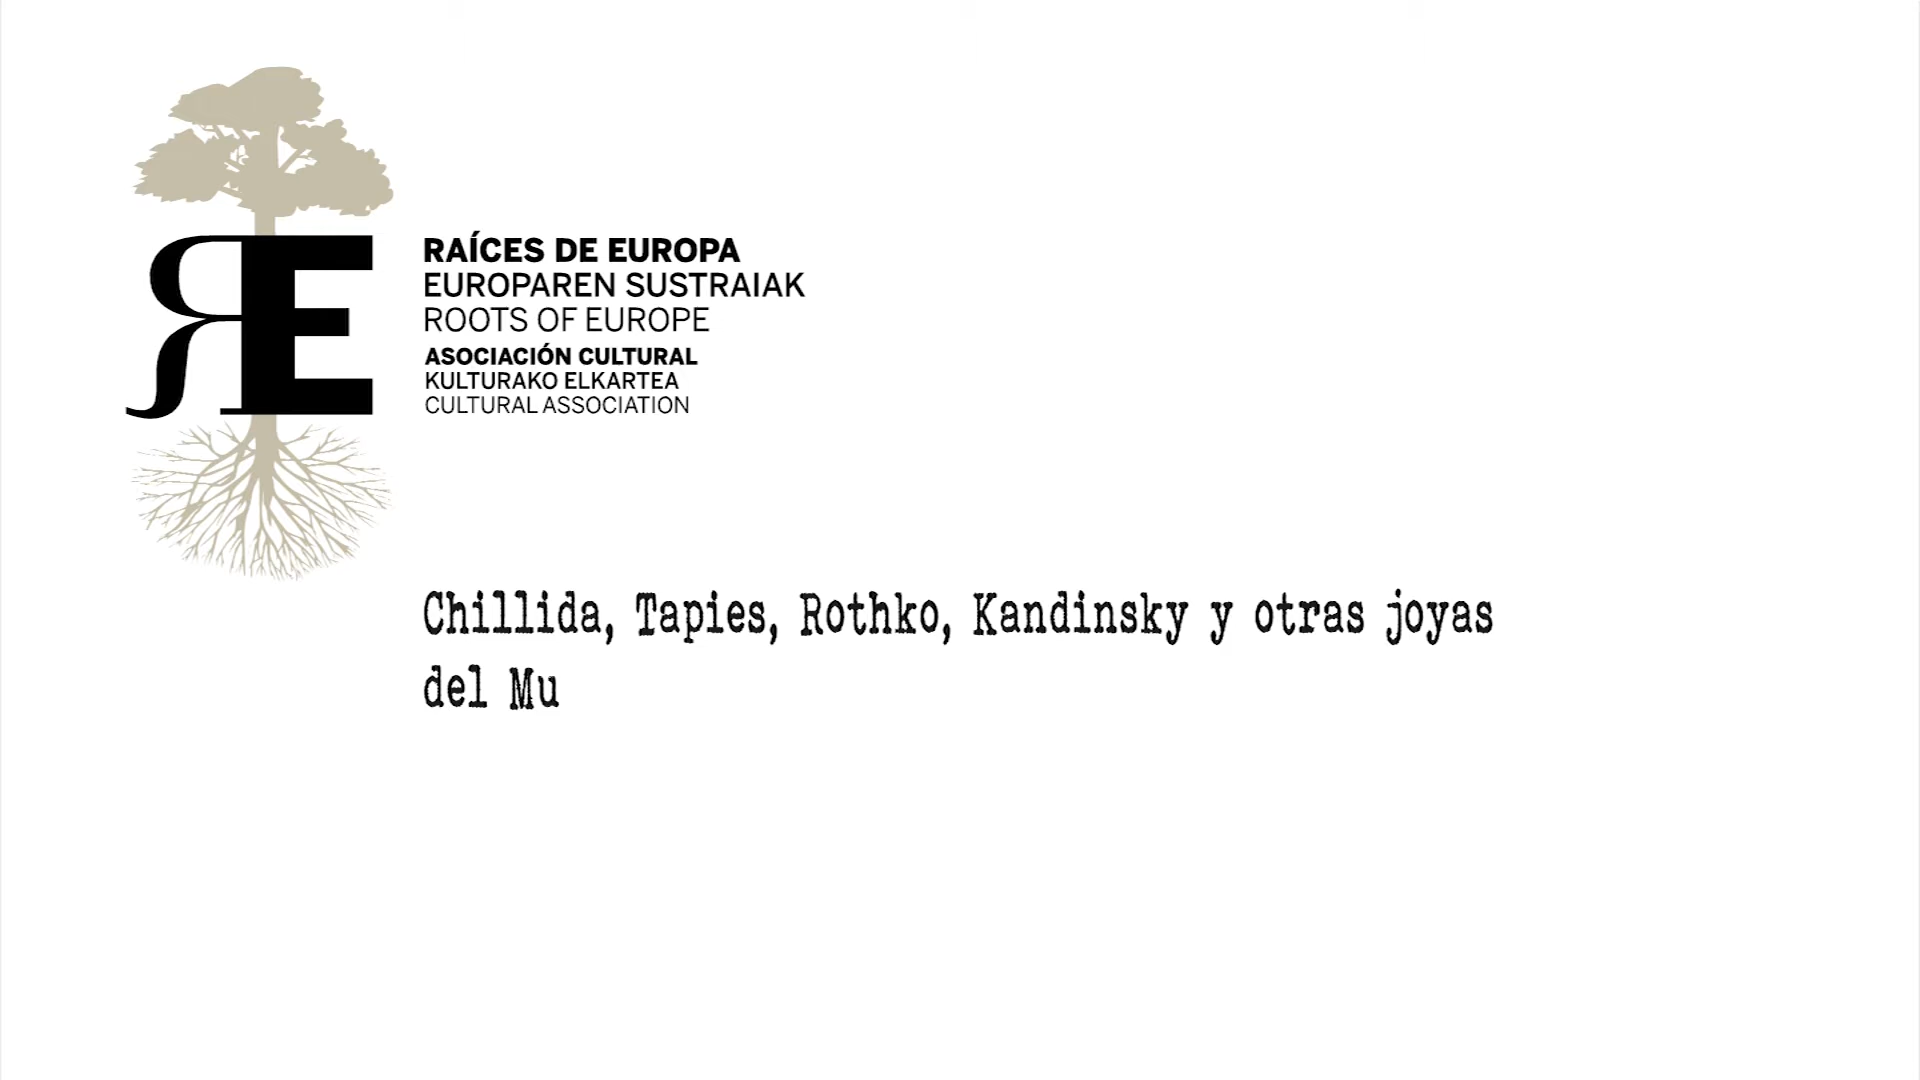 RE
RAÍCES DE EUROPA
EUROPAREN SUSTRAIAK
ROOTS OF EUROPE
ASOCIACIÓN CULTURAL
KULTURAKO ELKARTEA
CULTURAL ASSOCIATION
Chillida, Tapies, Rothko, Kandinsky y otras joyas
del Mu